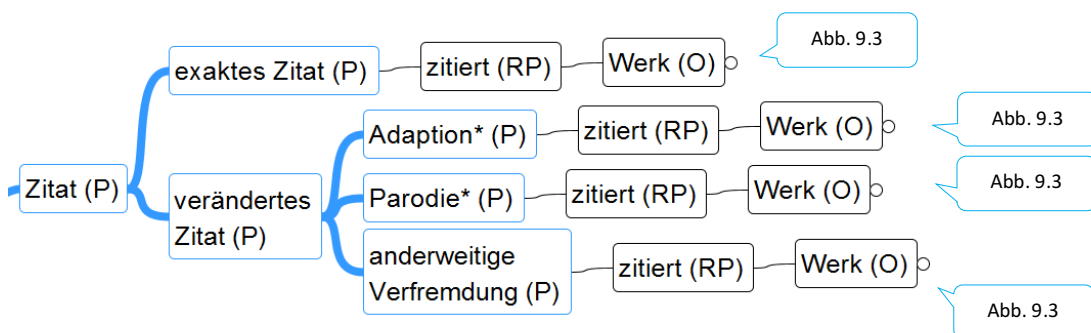 exaktes Zitat (P)
zitiert (RP)
Werk (O)
Abb. 9.3
Adaption* (P)
zitiert (RP)
Werk (O)
Abb. 9.3
Zitat (P)
verändertes
Zitat (P)
Parodie* (P)
zitiert (RP)
Werk (O)
Abb. 9.3
anderweitige
Verfremdung (P)
zitiert (RP)
Werk (O)
Abb. 9.3